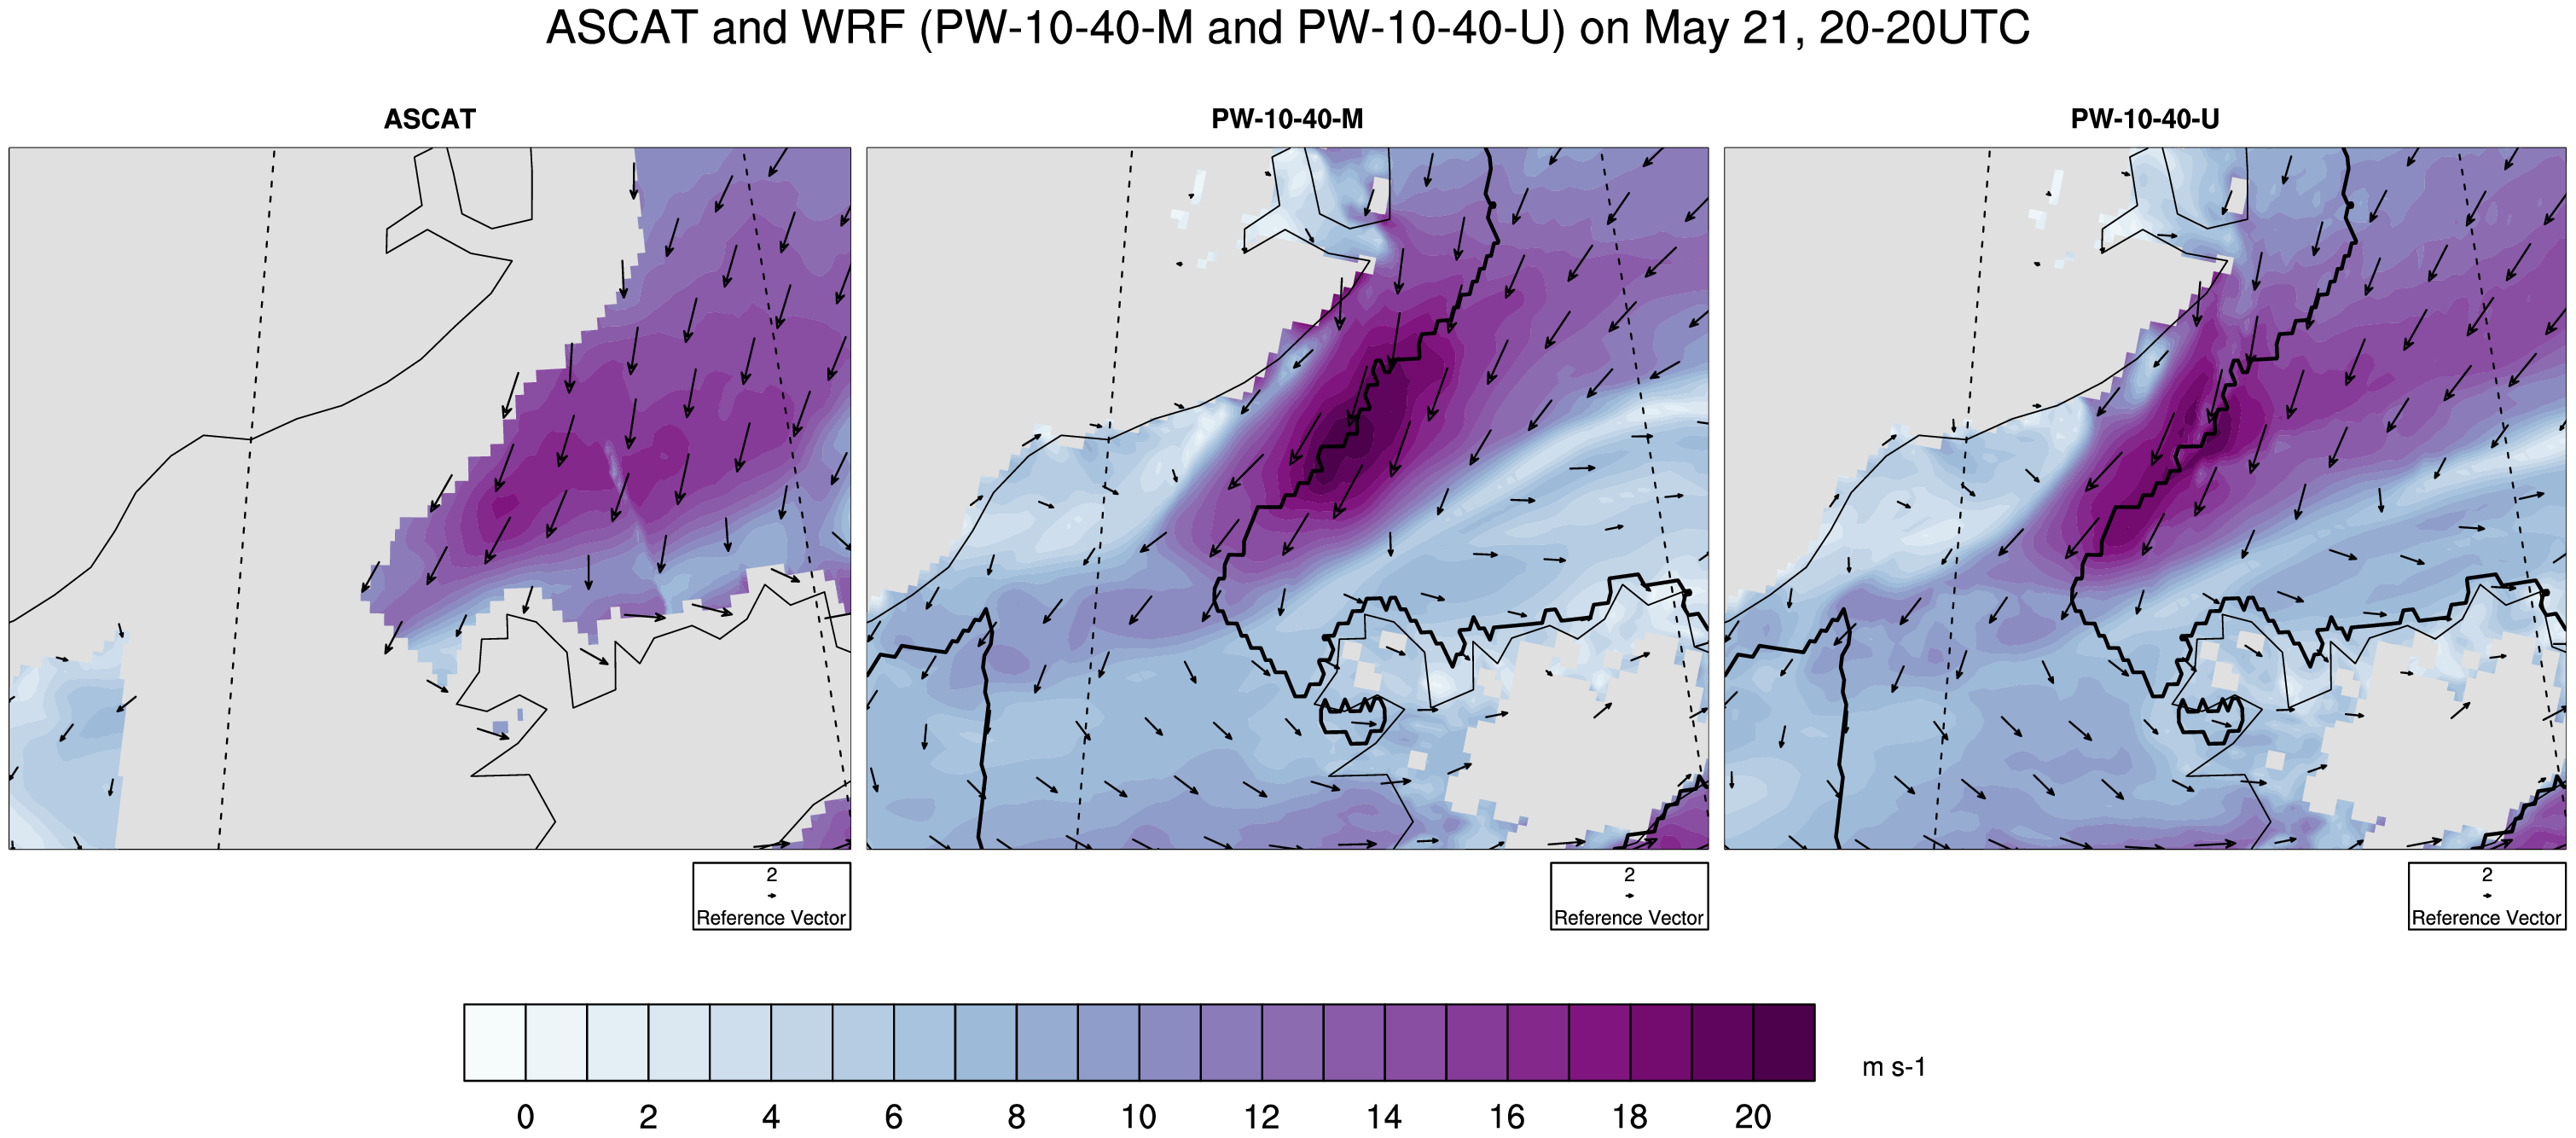 ASCAT and WRF (PW-10-40-M and PW-10-40-U) on May 21, 20-20UTC
ASCAT
PW-10-40-M
PW-10-40-U
2
Reference Vector
2
Reference Vector
2
Reference Vector
m s-1
0 2 4 6 8 10 12 14 16 18 20